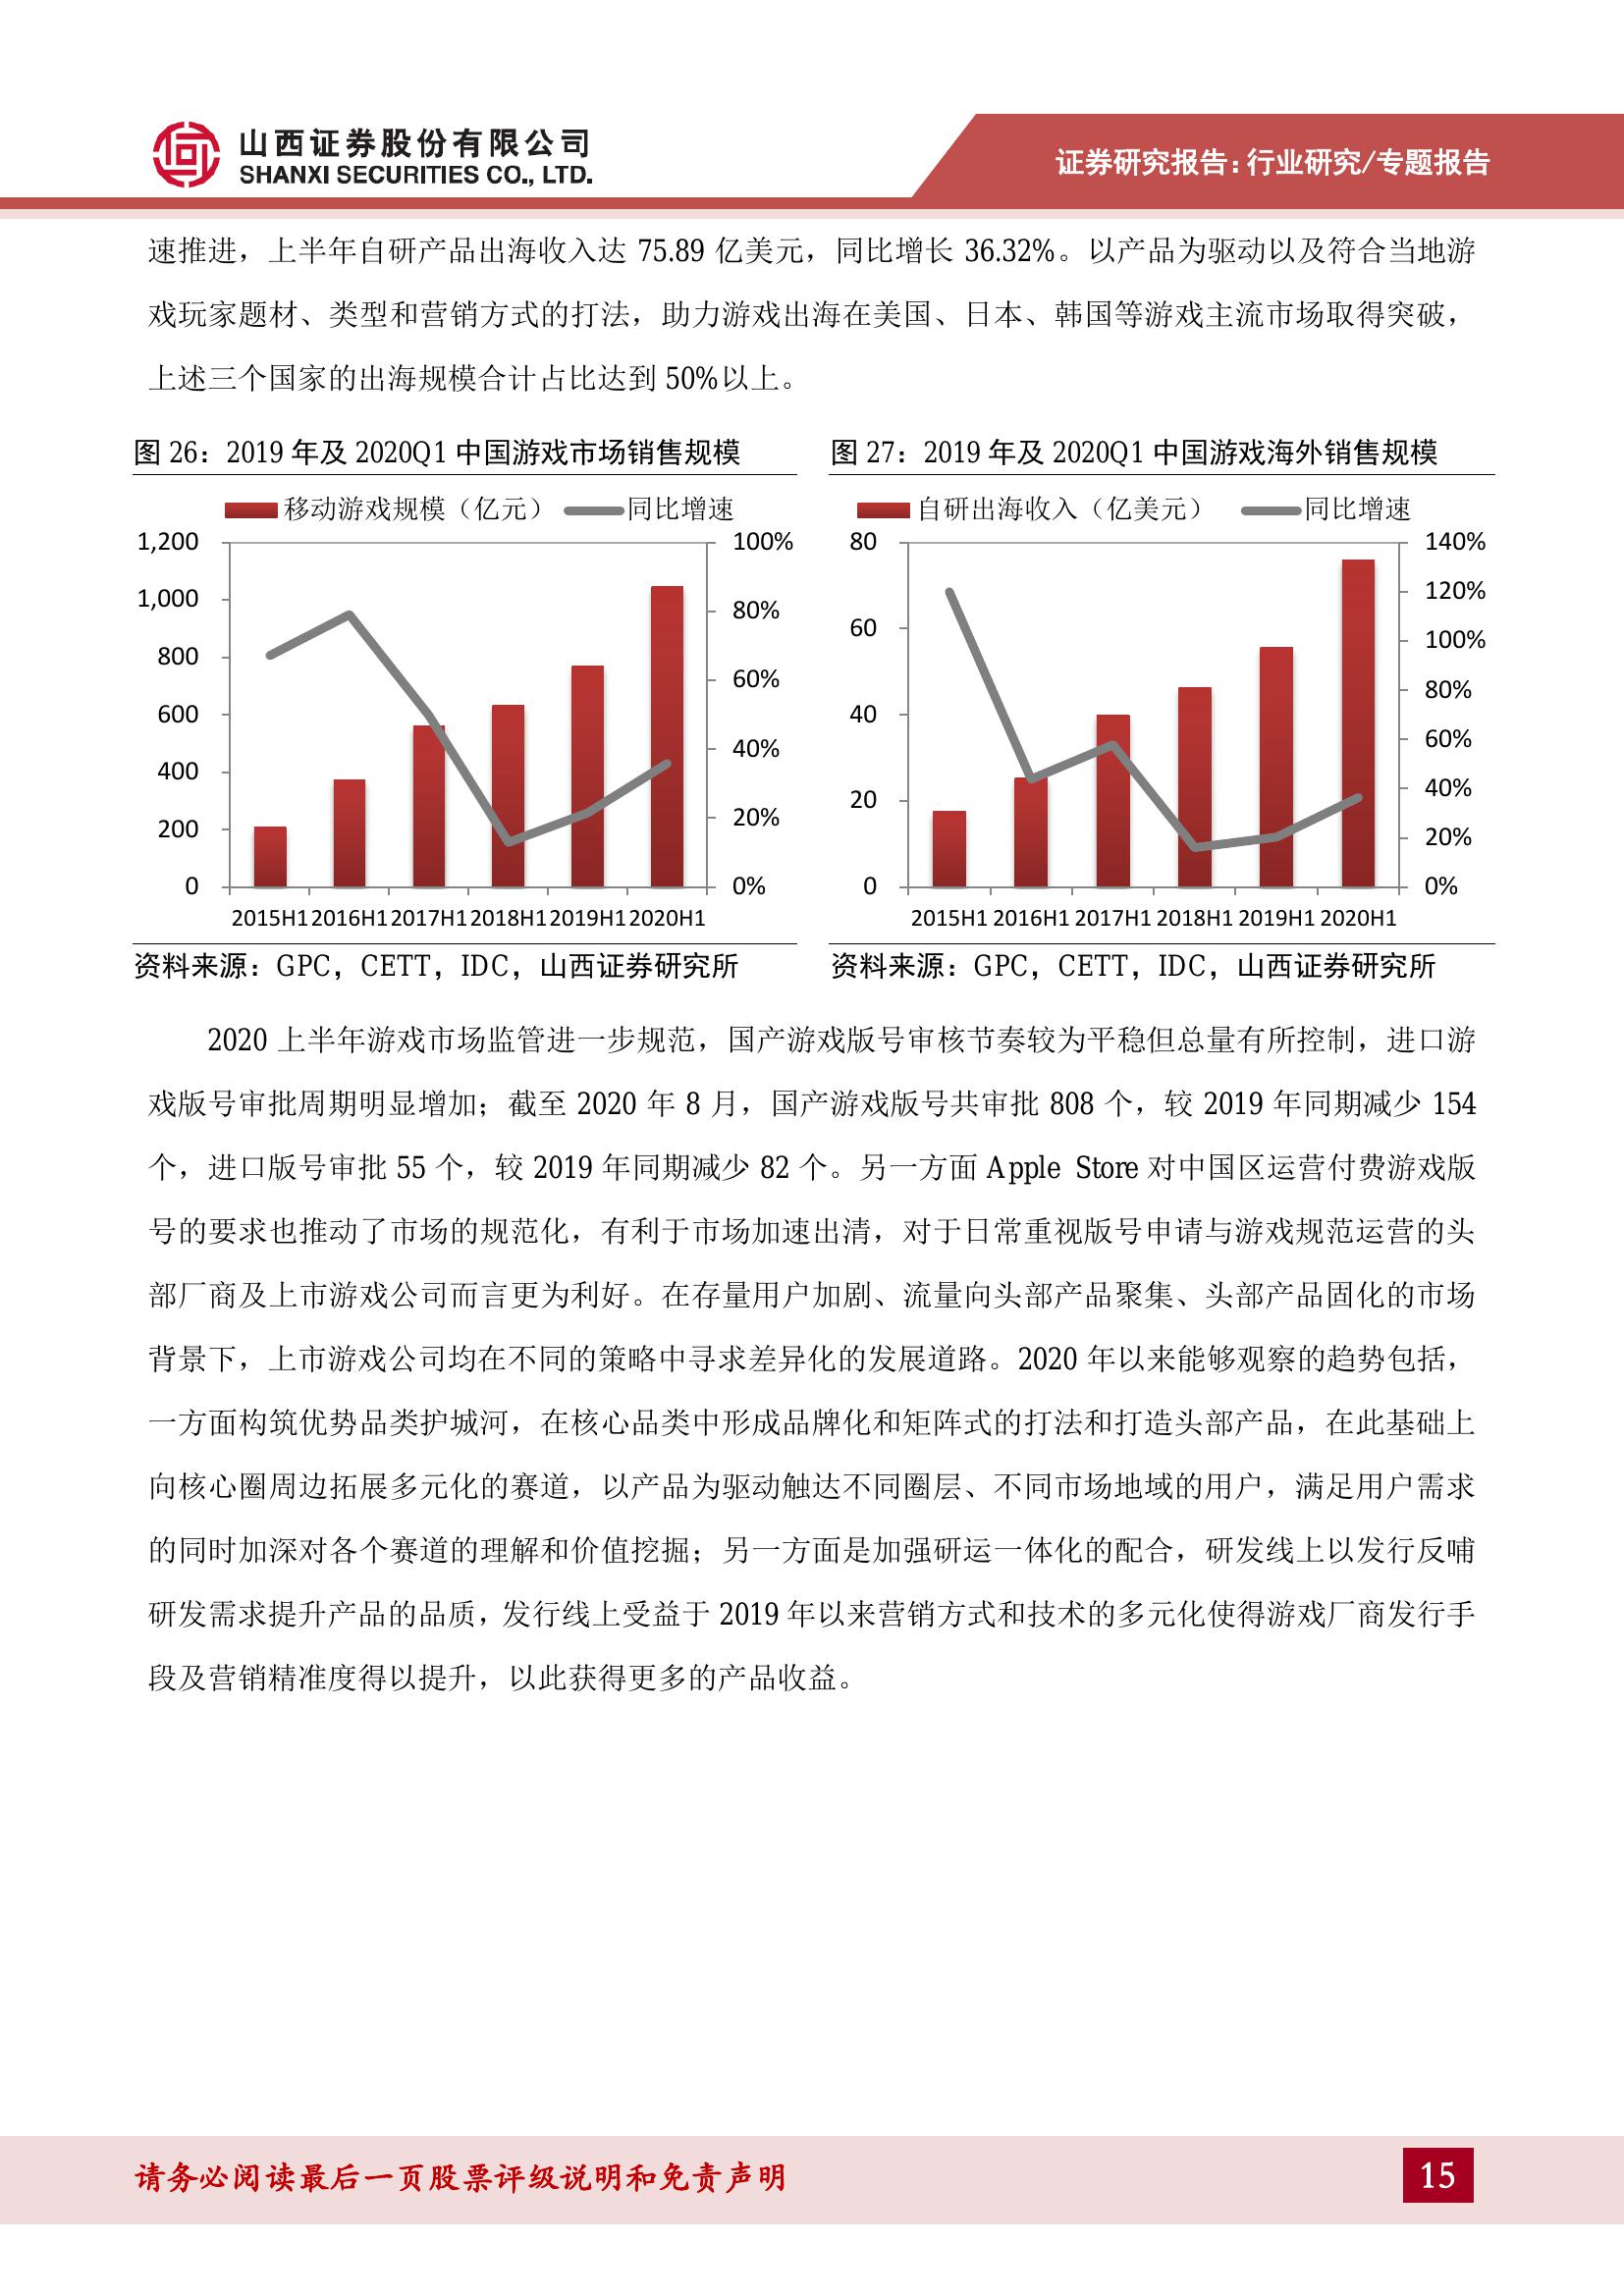 山西证券股份有限公司
SHANXI SECURITIES CO., LTD.
证券研究报告：行业研究/专题报告
速推进，上半年自研产品出海收入达 75.89 亿美元，同比增长 36.32%。以产品为驱动以及符合当地游
戏玩家题材、类型和营销方式的打法，助力游戏出海在美国、日本、韩国等游戏主流市场取得突破，
上述三个国家的出海规模合计占比达到 50%以上。
图 26：2019 年及 2020Q1 中国游戏市场销售规模
移动游戏规模（亿元） 同比增速
1,200 100%
1,000 80%
800 60%
600 40%
400 20%
200 0%
0
2015H1 2016H1 2017H1 2018H1 2019H1 2020H1
资料来源：GPC，CETT，IDC，山西证券研究所
图 27：2019 年及 2020Q1 中国游戏海外销售规模
自研出海收入（亿美元） 同比增速
80 140%
60 120%
40 100%
20 80%
0 60%
40%
20%
0%
2015H1 2016H1 2017H1 2018H1 2019H1 2020H1
资料来源：GPC，CETT，IDC，山西证券研究所
2020 上半年游戏市场监管进一步规范，国产游戏版号审核节奏较为平稳但总量有所控制，进口游
戏版号审批周期明显增加；截至 2020 年 8 月，国产游戏版号共审批 808 个，较 2019 年同期减少 154
个，进口版号审批 55 个，较 2019 年同期减少 82 个。另一方面 Apple Store 对中国区运营付费游戏版
号的要求也推动了市场的规范化，有利于市场加速出清，对于日常重视版号申请与游戏规范运营的头
部厂商及上市游戏公司而言更为利好。在存量用户加剧、流量向头部产品聚集、头部产品固化的市场
背景下，上市游戏公司均在不同的策略中寻求差异化的发展道路。2020 年以来能够观察的趋势包括，
一方面构筑优势品类护城河，在核心品类中形成品牌化和矩阵式的打法和打造头部产品，在此基础上
向核心圈周边拓展多元化的赛道，以产品为驱动触达不同圈层、不同市场地域的用户，满足用户需求
的同时加深对各个赛道的理解和价值挖掘；另一方面是加强研运一体化的配合，研发线上以发行反哺
研发需求提升产品的品质，发行线上受益于 2019 年以来营销方式和技术的多元化使得游戏厂商发行手
段及营销精准度得以提升，以此获得更多的产品收益。
请务必阅读最后一页股票评级说明和免责声明
15